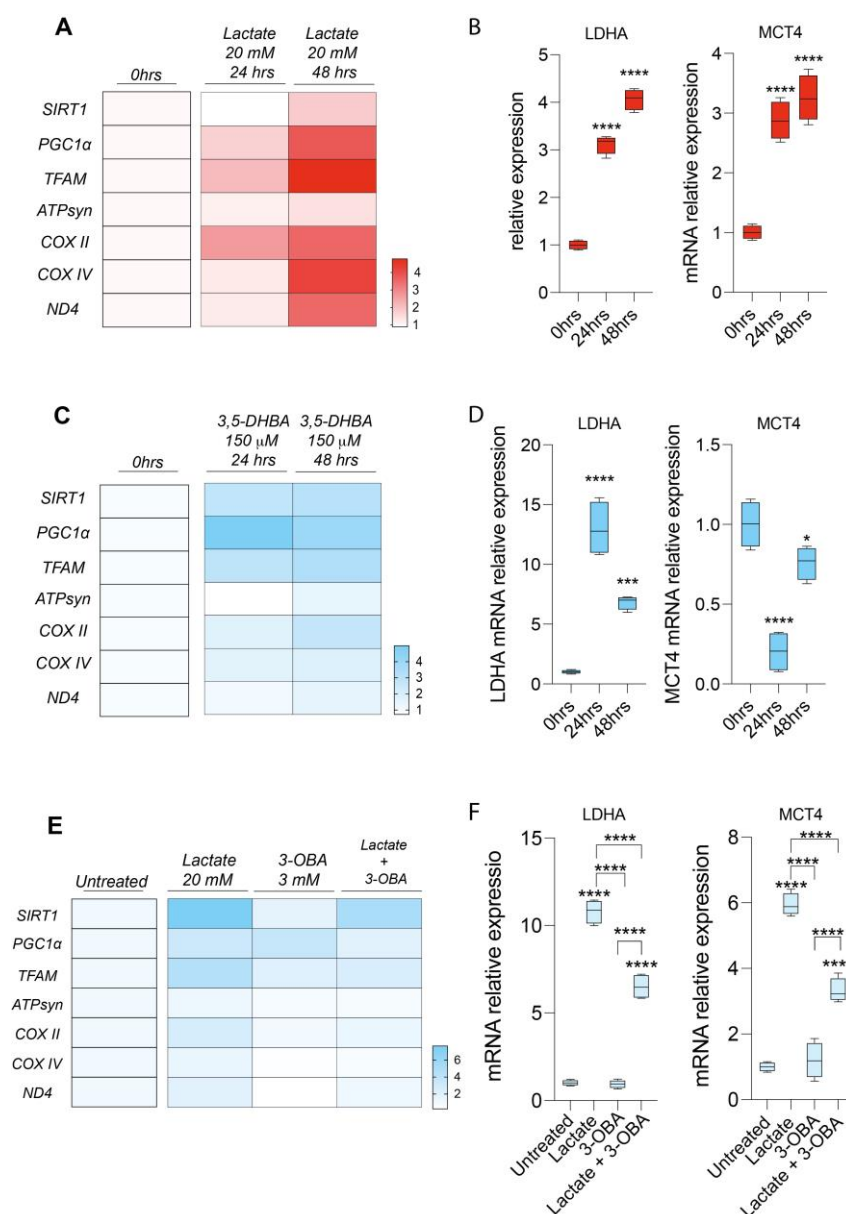 A
0hrs
Lactate
20 mM
24 hrs
Lactate
20 mM
48 hrs
SIRT1
PGC1α
TFAM
ATPsyn
COX II
COX IV
ND4
4
3
2
1
B
LDHA
relative expression
5
4
3
2
1
0
****
****
0hrs
24hrs
48hrs
MCT4
mRNA relative expression
4
3
2
1
0
****
****
0hrs
24hrs
48hrs
C
0hrs
3,5-DHBA
150 μM
24 hrs
3,5-DHBA
150 μM
48 hrs
SIRT1
PGC1α
TFAM
ATPsyn
COX II
COX IV
ND4
4
3
2
1
D
LDHA
LDHA mRNA relative expression
20
15
10
5
0
****
***
0hrs
24hrs
48hrs
MCT4
MCT4 mRNA relative expression
1.5
1.0
0.5
0.0
****
*
0hrs
24hrs
48hrs
E
Untreated
Lactate
20 mM
3-OBA
3 mM
Lactate
+
3-OBA
SIRT1
PGC1α
TFAM
ATPsyn
COX II
COX IV
ND4
6
4
2
F
LDHA
mRNA relative expressio
15
10
5
0
****
****
****
****
****
Untreated
Lactate
3-OBA
Lactate + 3-OBA
MCT4
mRNA relative expression
8
6
4
2
0
****
****
****
****
***
Untreated
Lactate
3-OBA
Lactate + 3-OBA